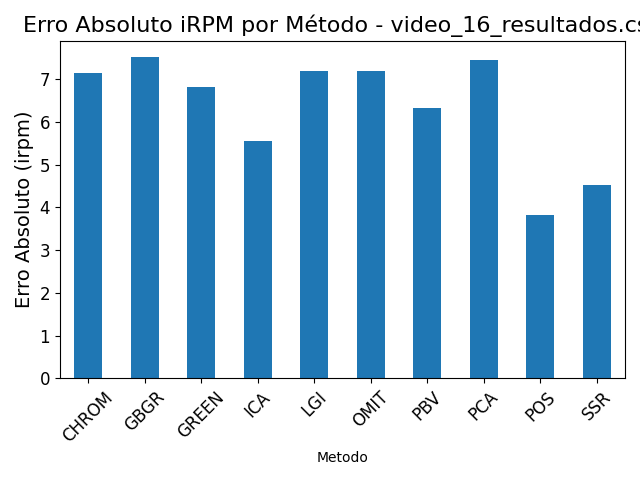 Erro Absoluto iRPM por Método - video_16_resultados.cs
Erro Absoluto (irpm)
7
6
5
4
3
2
1
0
CHROM GBGR GREEN ICA LGI OMIT PBV PCA POS SSR
Metodo